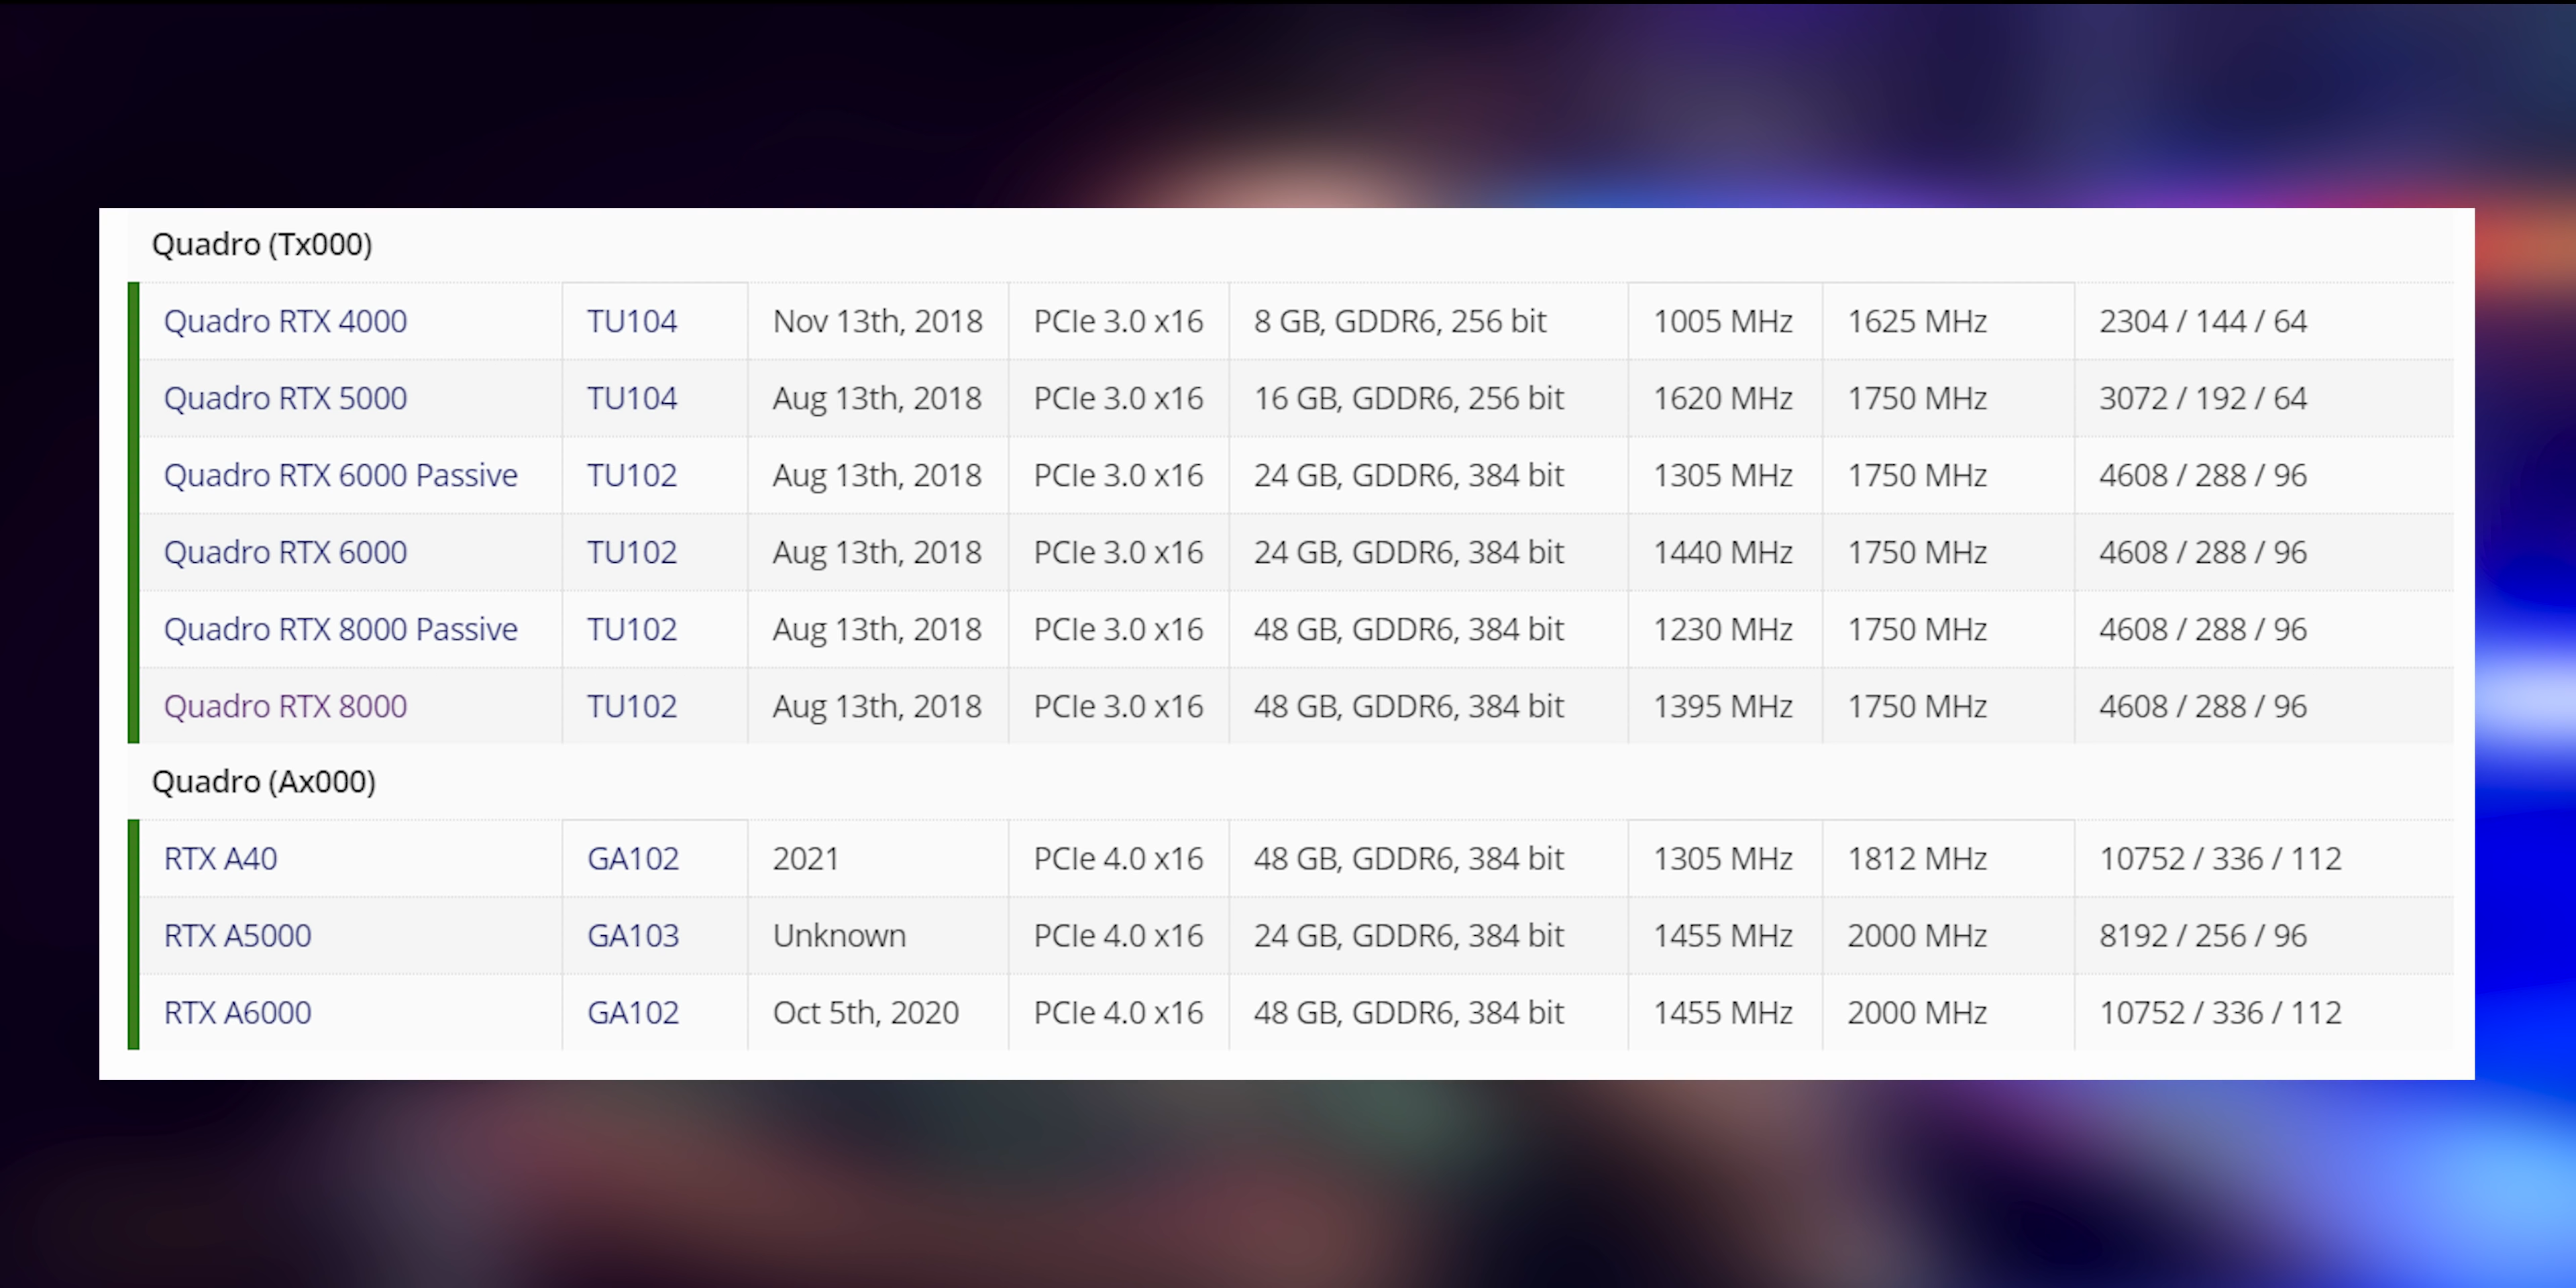 Quadro (Tx000)
Quadro RTX 4000 TU104 Nov 13th, 2018 PCIe 3.0 x16 8 GB, GDDR6, 256 bit 1005 MHz 1625 MHz 2304 / 144 / 64
Quadro RTX 5000 TU104 Aug 13th, 2018 PCIe 3.0 x16 16 GB, GDDR6, 256 bit 1620 MHz 1750 MHz 3072 / 192 / 64
Quadro RTX 6000 Passive TU102 Aug 13th, 2018 PCIe 3.0 x16 24 GB, GDDR6, 384 bit 1305 MHz 1750 MHz 4608 / 288 / 96
Quadro RTX 6000 TU102 Aug 13th, 2018 PCIe 3.0 x16 24 GB, GDDR6, 384 bit 1440 MHz 1750 MHz 4608 / 288 / 96
Quadro RTX 8000 Passive TU102 Aug 13th, 2018 PCIe 3.0 x16 48 GB, GDDR6, 384 bit 1230 MHz 1750 MHz 4608 / 288 / 96
Quadro RTX 8000 TU102 Aug 13th, 2018 PCIe 3.0 x16 48 GB, GDDR6, 384 bit 1395 MHz 1750 MHz 4608 / 288 / 96
Quadro (Ax000)
RTX A40 GA102 2021 PCIe 4.0 x16 48 GB, GDDR6, 384 bit 1305 MHz 1812 MHz 10752 / 336 / 112
RTX A5000 GA103 Unknown PCIe 4.0 x16 24 GB, GDDR6, 384 bit 1455 MHz 2000 MHz 8192 / 256 / 96
RTX A6000 GA102 Oct 5th, 2020 PCIe 4.0 x16 48 GB, GDDR6, 384 bit 1455 MHz 2000 MHz 10752 / 336 / 112